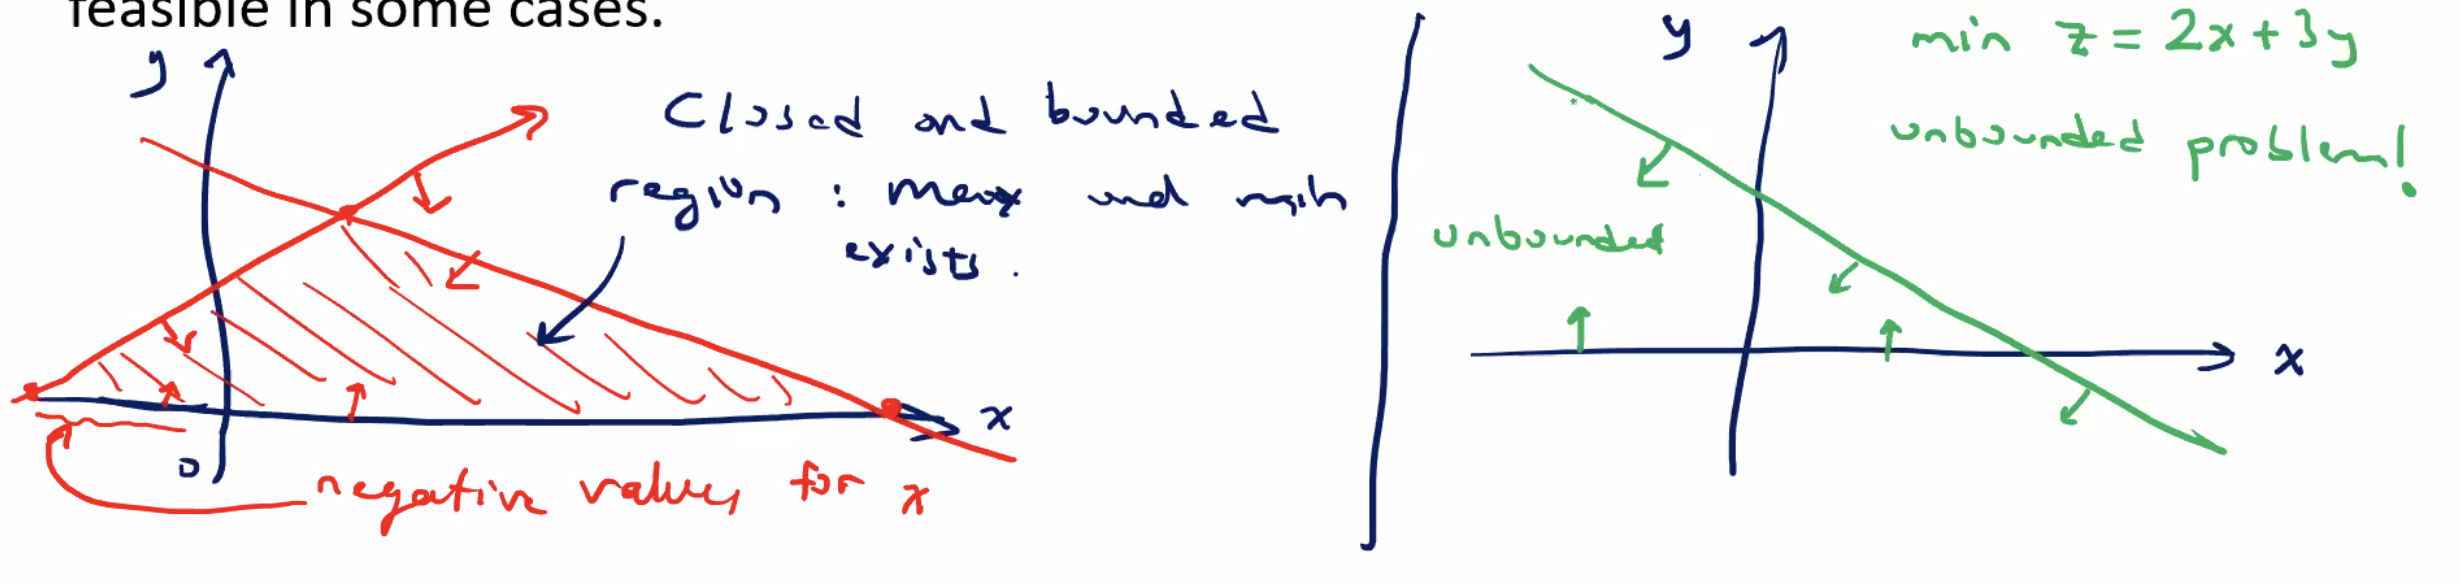 feasible in some cases.
y
Closed and bounded
region : max and min
exists.
x
0
negative values for x
y
min z = 2x + 3y
unbounded problem!
unbounded
x